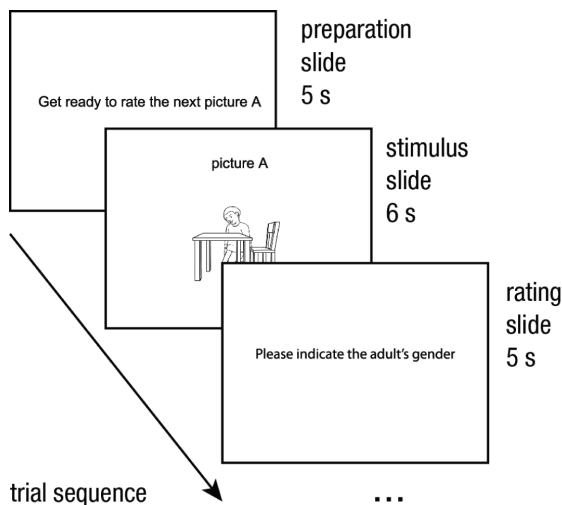 preparation
slide
5 s
Get ready to rate the next picture A
stimulus
slide
6 s
picture A
rating
slide
5 s
Please indicate the adult's gender
trial sequence
...